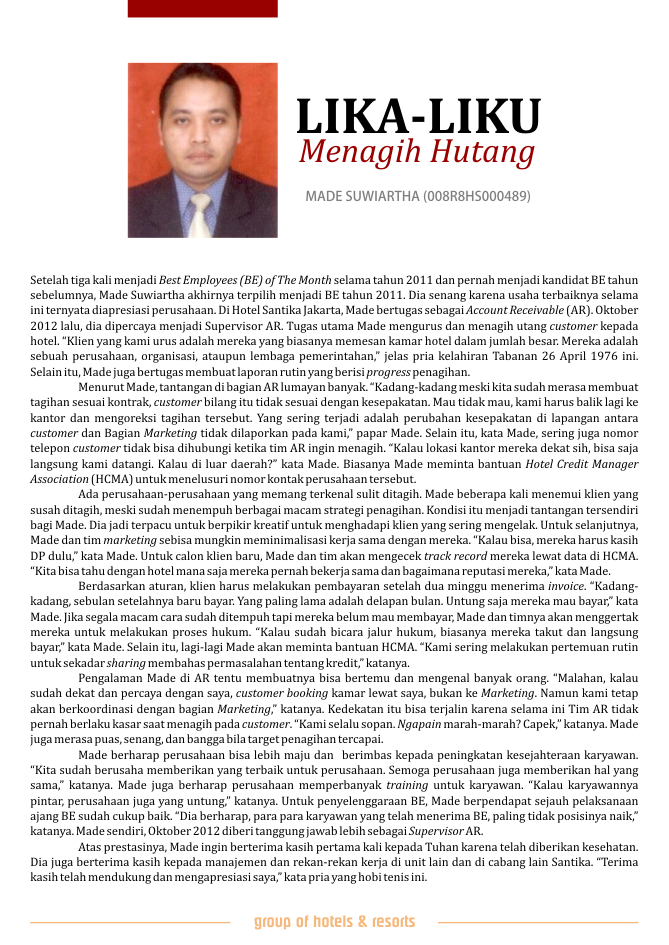 LIKA-LIKU
Menagih Hutang
MADE SUWIARTHA (008R8HS000489)
Setelah tiga kali menjadi Best Employees (BE) of The Month selama tahun 2011 dan pernah menjadi kandidat BE tahun
sebelumnya, Made Suwiartha akhirnya terpilih menjadi BE tahun 2011. Dia senang karena usaha terbaiknya selama
ini ternyata diapresiasi perusahaan. Di Hotel Santika Jakarta, Made bertugas sebagai Account Receivable (AR). Oktober
2012 lalu, dia dipercaya menjadi Supervisor AR. Tugas utama Made mengurus dan menagih utang customer kepada
hotel. “Klien yang kami urus adalah mereka yang biasanya memesan kamar hotel dalam jumlah besar. Mereka adalah
sebuah perusahaan, organisasi, ataupun lembaga pemerintahan,” jelas pria kelahiran Tabanan 26 April 1976 ini.
Selain itu, Made juga bertugas membuat laporan rutin yang berisi progress penagihan.
Menurut Made, tantangan di bagian AR lumayan banyak. “Kadang-kadang meski kita sudah merasa membuat
tagihan sesuai kontrak, customer bilang itu tidak sesuai dengan kesepakatan. Mau tidak mau, kami harus balik lagi ke
kantor dan mengoreksi tagihan tersebut. Yang sering terjadi adalah perubahan kesepakatan di lapangan antara
customer dan Bagian Marketing tidak dilaporkan pada kami,” papar Made. Selain itu, kata Made, sering juga nomor
telepon customer tidak bisa dihubungi ketika tim AR ingin menagih. “Kalau lokasi kantor mereka dekat sih, bisa saja
langsung kami datangi. Kalau di luar daerah?” kata Made. Biasanya Made meminta bantuan Hotel Credit Manager
Association (HCMA) untuk menelusuri nomor kontak perusahaan tersebut.
Ada perusahaan-perusahaan yang memang terkenal sulit ditagih. Made beberapa kali menemui klien yang
susah ditagih, meski sudah menempuh berbagai macam strategi penagihan. Kondisi itu menjadi tantangan tersendiri
bagi Made. Dia jadi terpacu untuk berpikir kreatif untuk menghadapi klien yang sering mengelak. Untuk selanjutnya,
Made dan tim marketing sebisa mungkin meminimalisasi kerja sama dengan mereka. “Kalau bisa, mereka harus kasih
DP dulu,” kata Made. Untuk calon klien baru, Made dan tim akan mengecek track record mereka lewat data di HCMA.
“Kita bisa tahu dengan hotel mana saja mereka pernah bekerja sama dan bagaimana reputasi mereka,” kata Made.
Berdasarkan aturan, klien harus melakukan pembayaran setelah dua minggu menerima invoice. “Kadang-
kadang, sebulan setelahnya baru bayar. Yang paling lama adalah delapan bulan. Untung saja mereka mau bayar,” kata
Made. Jika segala macam cara sudah ditempuh tapi mereka belum mau membayar, Made dan timnya akan menggertak
mereka untuk melakukan proses hukum. “Kalau sudah bicara jalur hukum, biasanya mereka takut dan langsung
bayar,” kata Made. Selain itu, lagi-lagi Made akan meminta bantuan HCMA. “Kami sering melakukan pertemuan rutin
untuk sekadar sharing membahas permasalahan tentang kredit,” katanya.
Pengalaman Made di AR tentu membuatnya bisa bertemu dan mengenal banyak orang. “Malahan, kalau
sudah dekat dan percaya dengan saya, customer booking kamar lewat saya, bukan ke Marketing. Namun kami tetap
akan berkoordinasi dengan bagian Marketing,” katanya. Kedekatan itu bisa terjalin karena selama ini Tim AR tidak
pernah berlaku kasar saat menagih pada customer. “Kami selalu sopan. Ngapain marah-marah? Capek,” katanya. Made
juga merasa puas, senang, dan bangga bila target penagihan tercapai.
Made berharap perusahaan bisa lebih maju dan berimbas kepada peningkatan kesejahteraan karyawan.
“Kita sudah berusaha memberikan yang terbaik untuk perusahaan. Semoga perusahaan juga memberikan hal yang
sama,” katanya. Made juga berharap perusahaan memperbanyak training untuk karyawan. “Kalau karyawannya
pintar, perusahaan juga yang untung,” katanya. Untuk penyelenggaraan BE, Made berpendapat sejauh pelaksanaan
ajang BE sudah cukup baik. “Dia berharap, para para karyawan yang telah menerima BE, paling tidak posisinya naik,”
katanya. Made sendiri, Oktober 2012 diberi tanggung jawab lebih sebagai Supervisor AR.
Atas prestasinya, Made ingin berterima kasih pertama kali kepada Tuhan karena telah diberikan kesehatan.
Dia juga berterima kasih kepada manajemen dan rekan-rekan kerja di unit lain dan di cabang lain Santika. “Terima
kasih telah mendukung dan mengapresiasi saya,” kata pria yang hobi tenis ini.
group of hotels & resorts